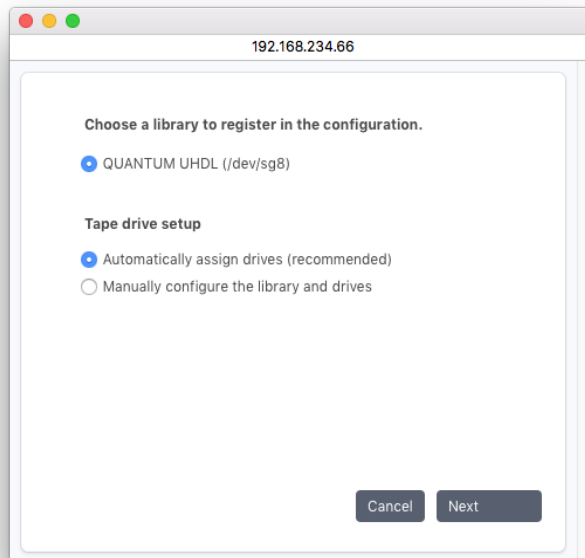 192.168.234.66
Choose a library to register in the configuration.
QUANTUM UHDL (/dev/sg8)
Tape drive setup
Automatically assign drives (recommended)
Manually configure the library and drives
Cancel Next